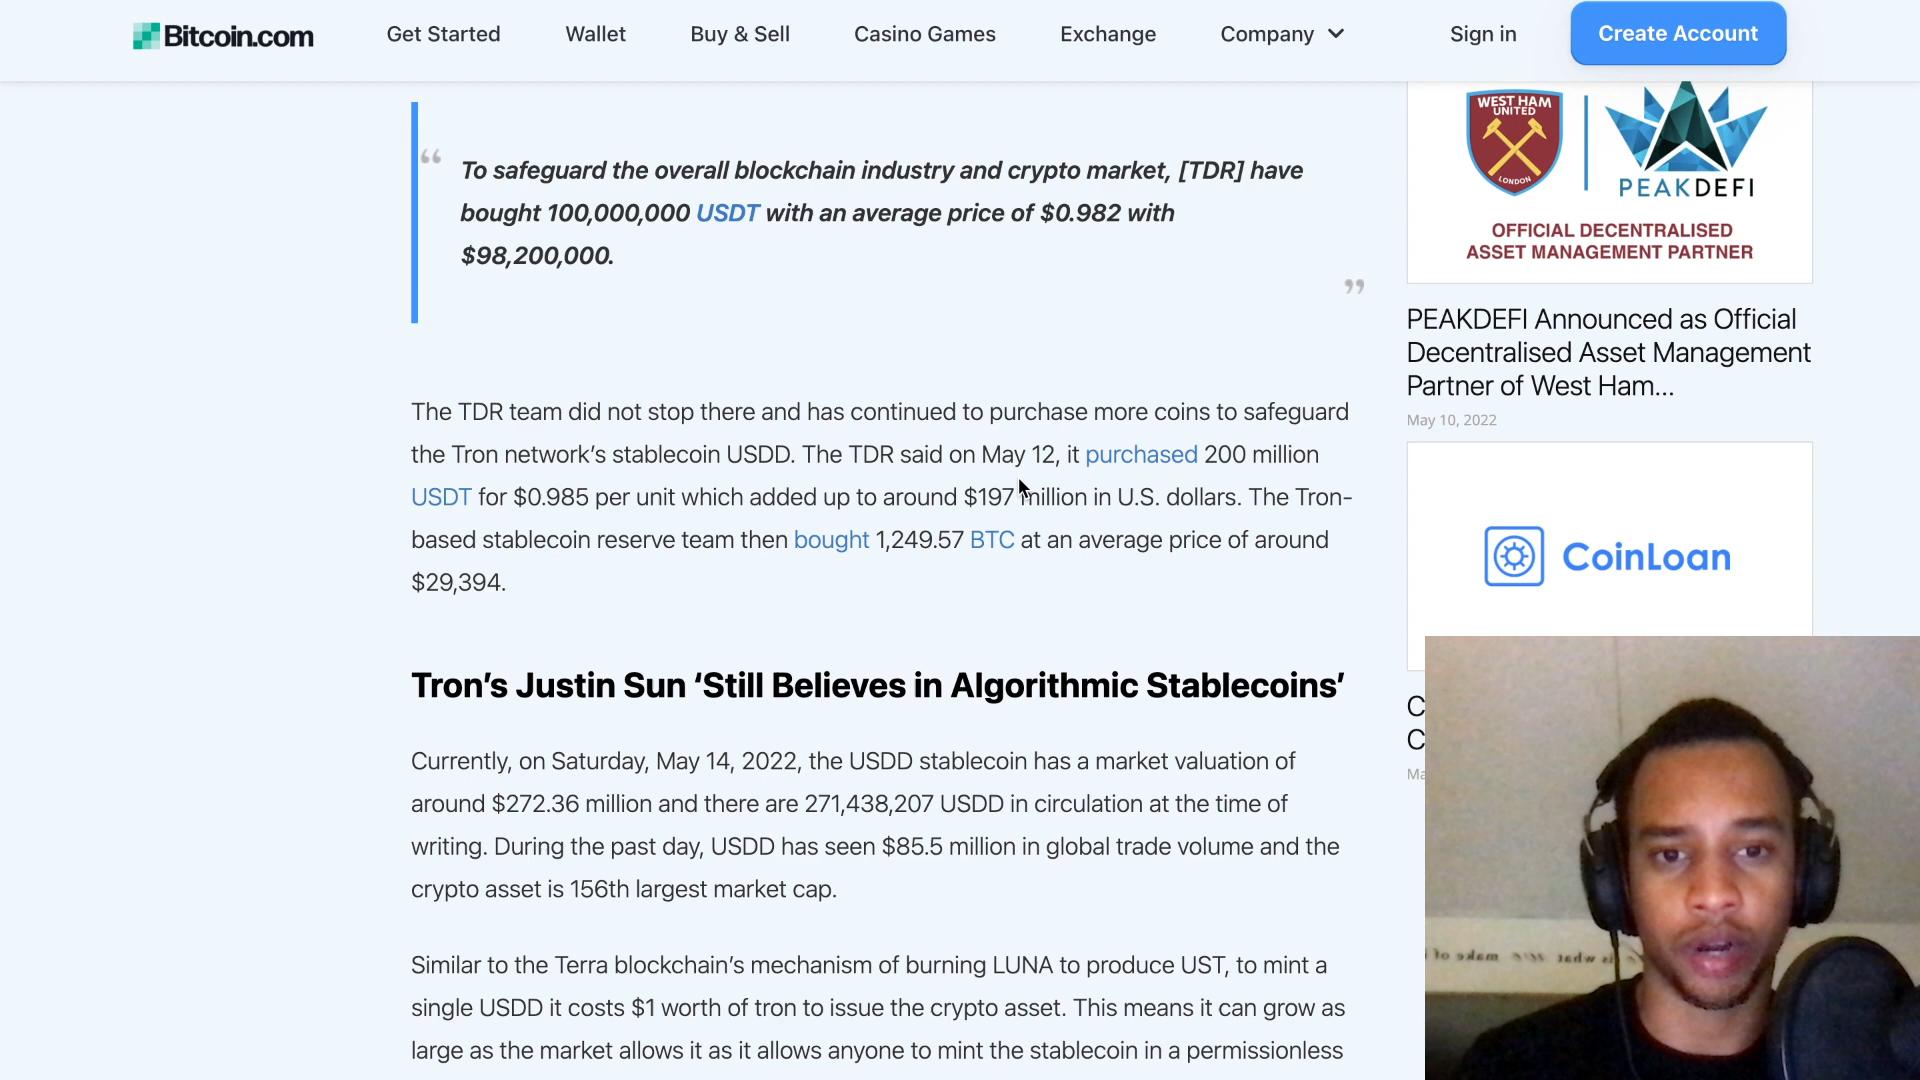 Bitcoin.com
Get Started
Wallet
Buy & Sell
Casino Games
Exchange
Company
Sign in
Create Account
“
To safeguard the overall blockchain industry and crypto market, [TDR] have
bought 100,000,000 USDT with an average price of $0.982 with
$98,200,000.
”
The TDR team did not stop there and has continued to purchase more coins to safeguard
the Tron network’s stablecoin USDD. The TDR said on May 12, it purchased 200 million
USDT for $0.985 per unit which added up to around $197 million in U.S. dollars. The Tron-
based stablecoin reserve team then bought 1,249.57 BTC at an average price of around
$29,394.
Tron’s Justin Sun ‘Still Believes in Algorithmic Stablecoins’
Currently, on Saturday, May 14, 2022, the USDD stablecoin has a market valuation of
around $272.36 million and there are 271,438,207 USDD in circulation at the time of
writing. During the past day, USDD has seen $85.5 million in global trade volume and the
crypto asset is 156th largest market cap.
Similar to the Terra blockchain’s mechanism of burning LUNA to produce UST, to mint a
single USDD it costs $1 worth of tron to issue the crypto asset. This means it can grow as
large as the market allows it as it allows anyone to mint the stablecoin in a permissionless
WEST HAM
UNITED
LONDON
PEAKDEFI
OFFICIAL DECENTRALISED
ASSET MANAGEMENT PARTNER
PEAKDEFI Announced as Official
Decentralised Asset Management
Partner of West Ham...
May 10, 2022
CoinLoan
C
C
Ma
what
make of